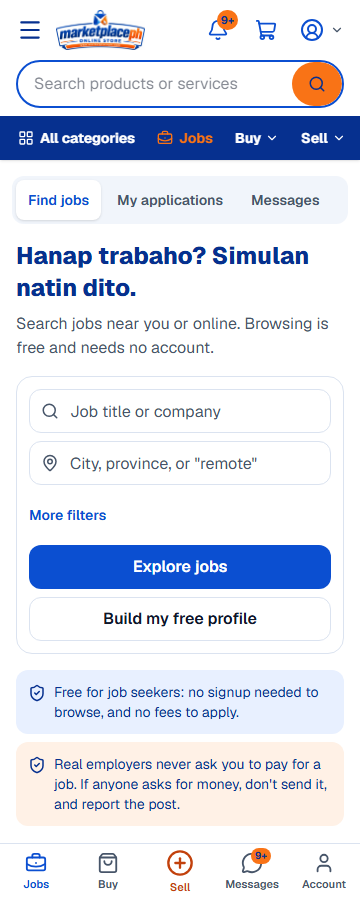 marketplaceph
ONLINE STORE
9+
Search products or services
All categories
Jobs
Buy
Sell
Find jobs
My applications
Messages
Hanap trabaho? Simulan
natin dito.
Search jobs near you or online. Browsing is
free and needs no account.
Job title or company
City, province, or "remote"
More filters
Explore jobs
Build my free profile
Free for job seekers: no signup needed to
browse, and no fees to apply.
Real employers never ask you to pay for a
job. If anyone asks for money, don't send it,
and report the post.
9+
Jobs
Buy
Sell
Messages
Account